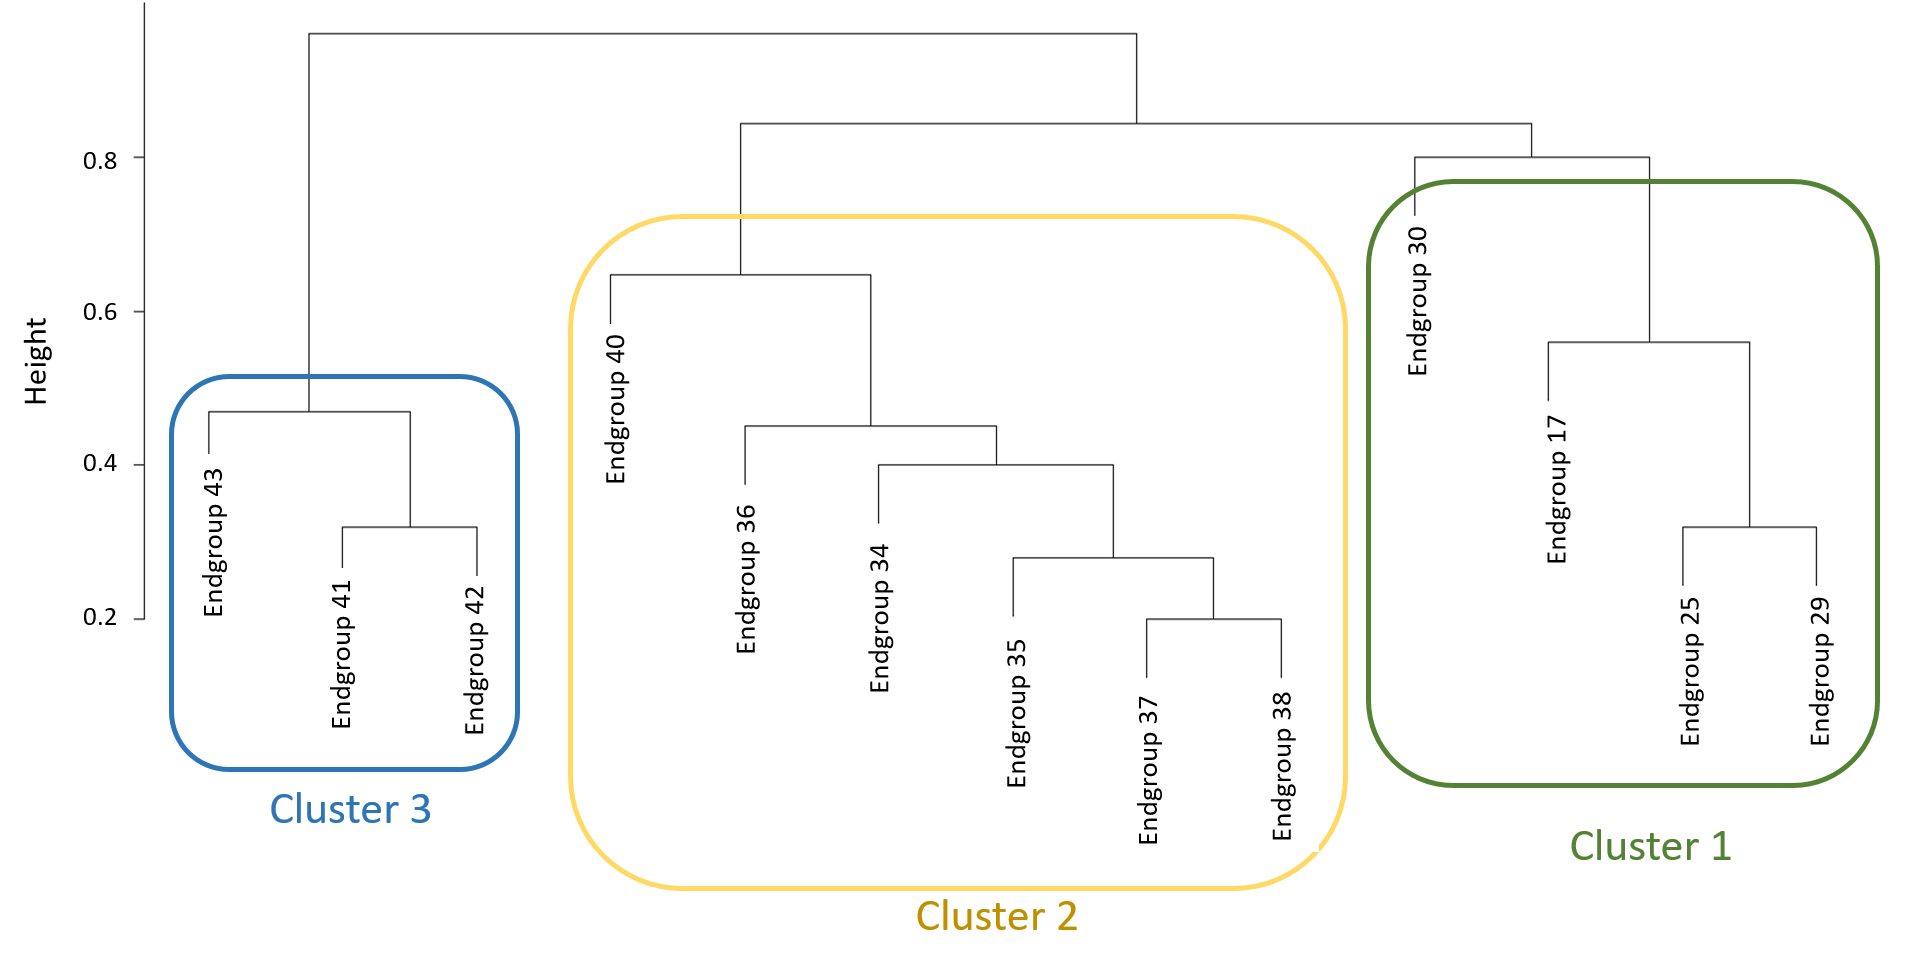 0.8
0.6
0.4
0.2
Height
Endgroup 43
Endgroup 41
Endgroup 42
Cluster 3
Endgroup 40
Endgroup 36
Endgroup 34
Endgroup 35
Endgroup 37
Endgroup 38
Cluster 2
Endgroup 30
Endgroup 17
Endgroup 25
Endgroup 29
Cluster 1